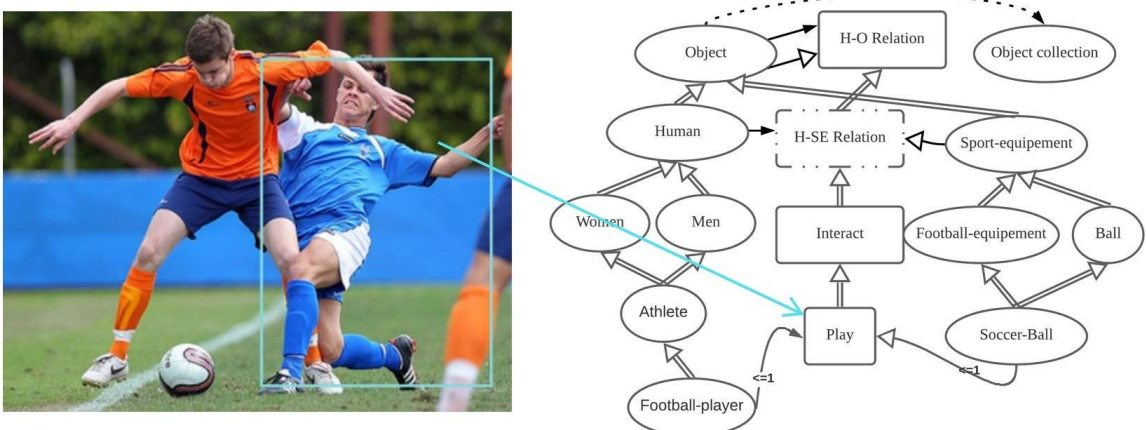 Object
H-O Relation
Object collection
Human
H-SE Relation
Sport-equipement
Women
Men
Interact
Football-equipement
Ball
Athlete
Play
Soccer-Ball
<=1
<=1
Football-player